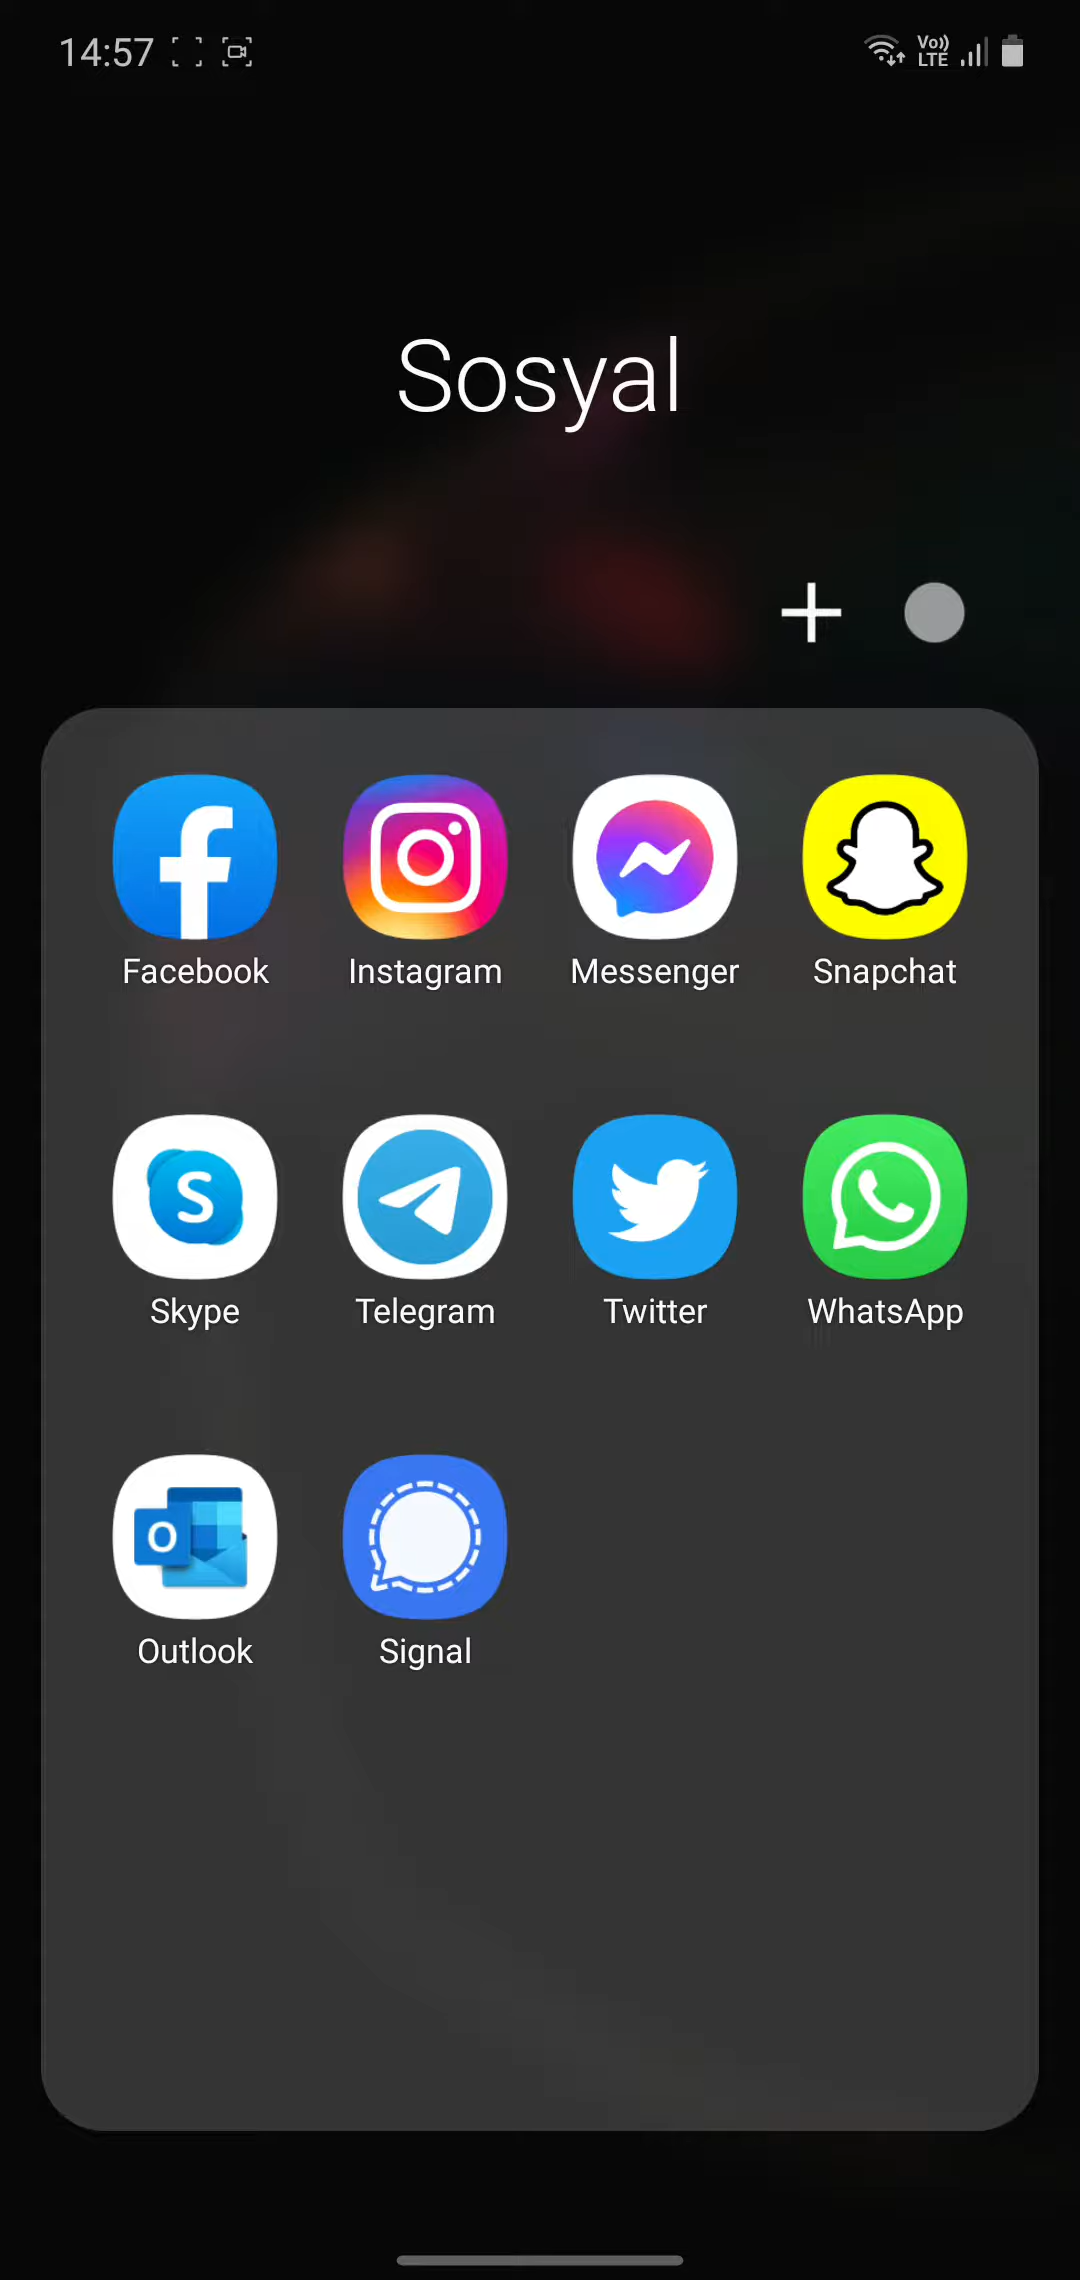 14:57
Vo)) LTE
Sosyal
Facebook Instagram Messenger Snapchat
S
Skype Telegram Twitter WhatsApp
O
Outlook Signal